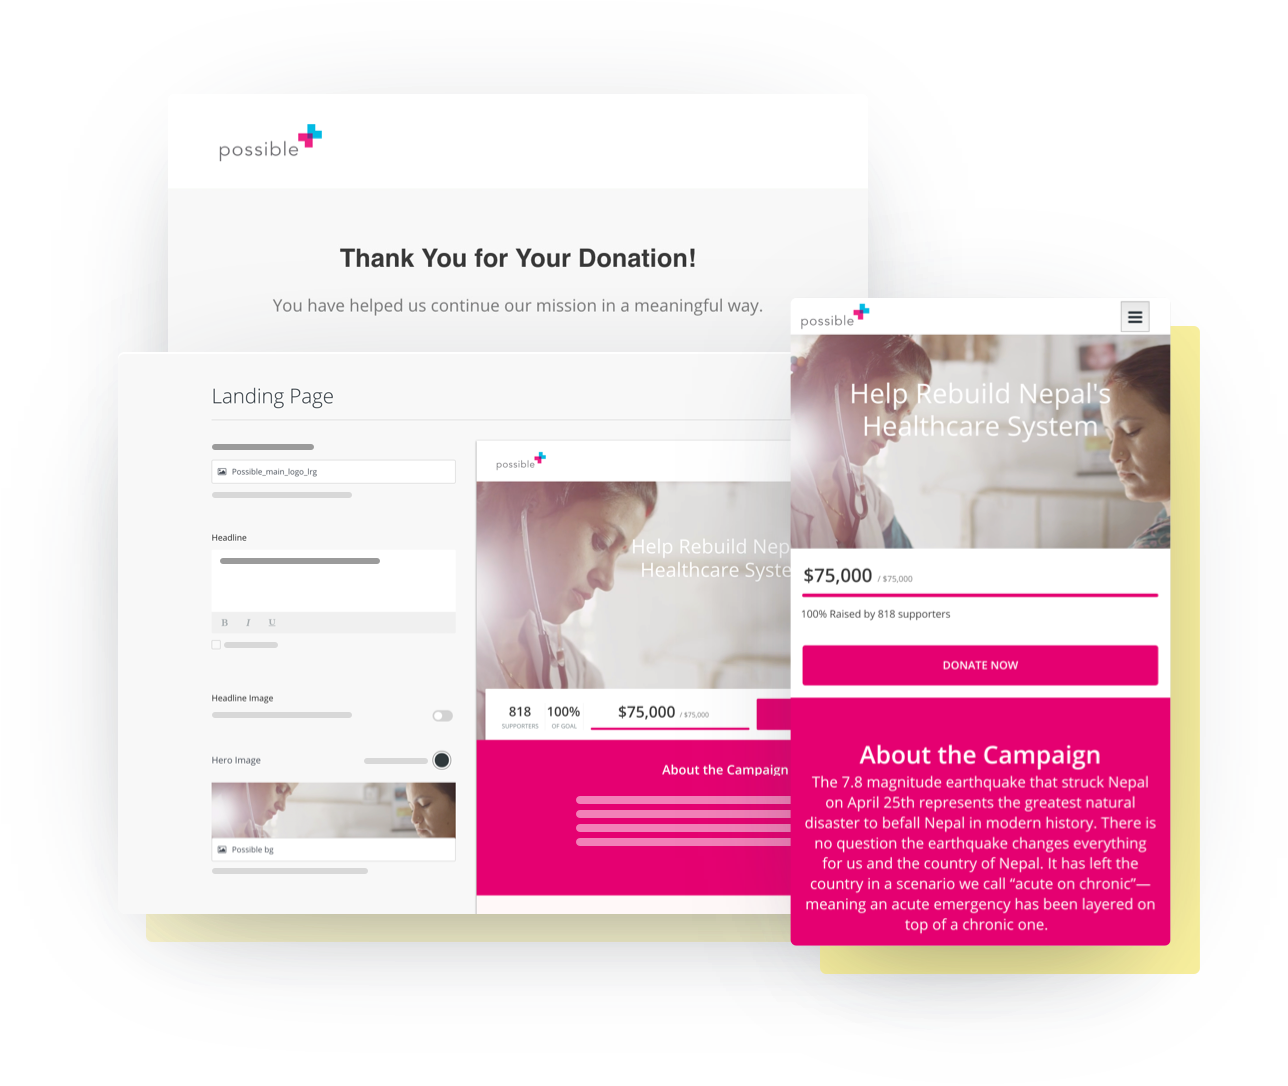 possible
Thank You for Your Donation!
You have helped us continue our mission in a meaningful way.
Landing Page
Possible_main_logo_lrg
Headline
B I U
Headline Image
Hero Image
Possible bg
possible
Help Rebuild Nep
Healthcare Syste
818
SUPPORTERS
100%
OF GOAL
$75,000 / $75,000
About the Campaign
possible
Help Rebuild Nepal's
Healthcare System
$75,000 / $75,000
100% Raised by 818 supporters
DONATE NOW
About the Campaign
The 7.8 magnitude earthquake that struck Nepal
on April 25th represents the greatest natural
disaster to befall Nepal in modern history. There is
no question the earthquake changes everything
for us and the country of Nepal. It has left the
country in a scenario we call “acute on chronic”—
meaning an acute emergency has been layered on
top of a chronic one.